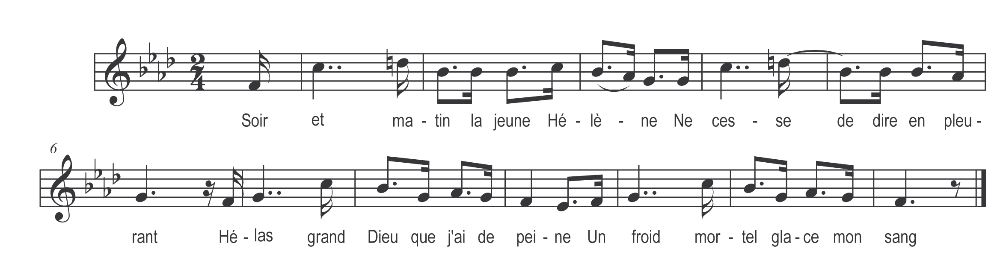 Soir et ma - tin la jeune Hé - lè - ne Ne ces - se de dire en pleu -
6
rant Hé - las grand Dieu que j'ai de pei - ne Un froid mor - tel gla - ce mon sang